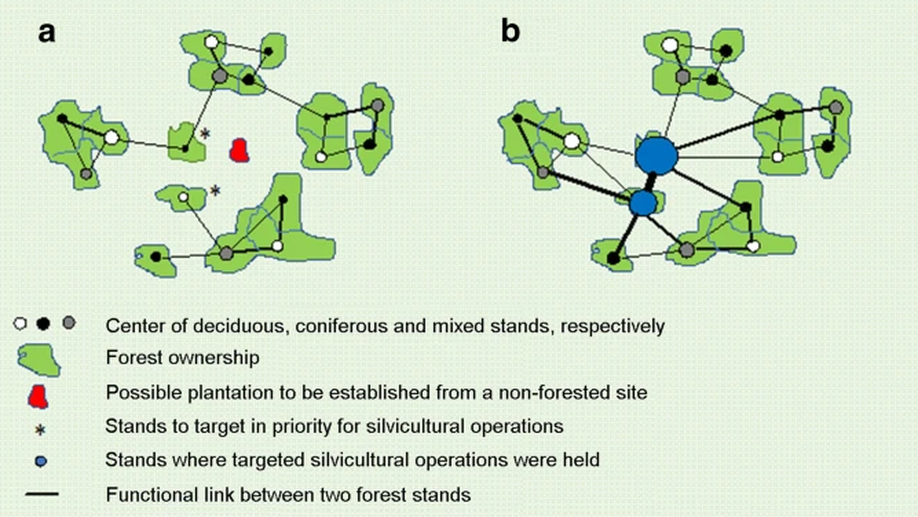 a
b
Center of deciduous, coniferous and mixed stands, respectively
Forest ownership
Possible plantation to be established from a non-forested site
*
*
* Stands to target in priority for silvicultural operations
Stands where targeted silvicultural operations were held
Functional link between two forest stands